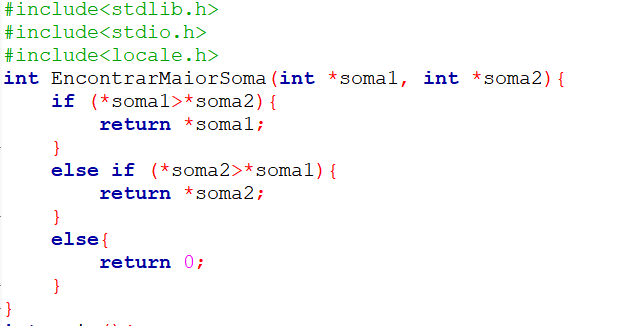 #include<stdlib.h>
#include<stdio.h>
#include<locale.h>
int EncontrarMaiorSoma(int *soma1, int *soma2){
    if (*soma1>*soma2){
        return *soma1;
    }
    else if (*soma2>*soma1){
        return *soma2;
    }
    else{
        return 0;
    }
}